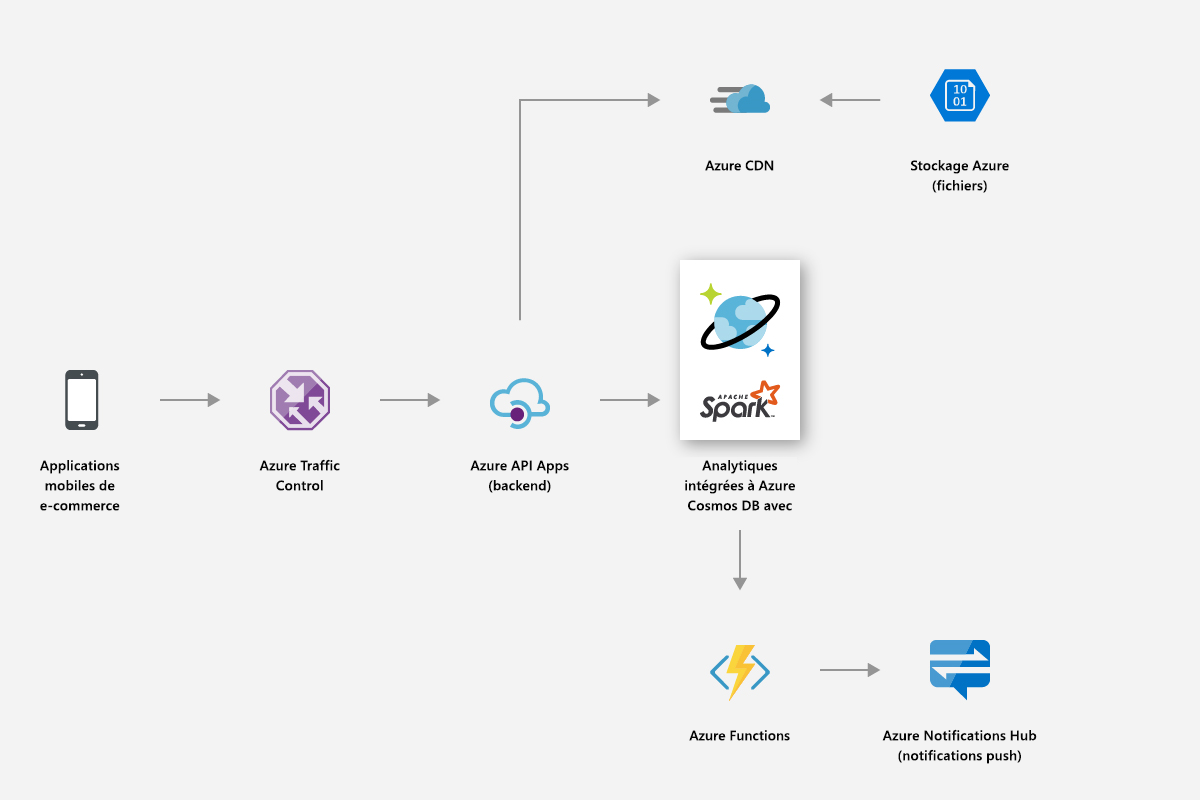 10
01
Azure CDN
Stockage Azure
(fichiers)
APACHE
Spark™
Applications
mobiles de
e-commerce
Azure Traffic
Control
Azure API Apps
(backend)
Analytiques
intégrées à Azure
Cosmos DB avec
Azure Functions
Azure Notifications Hub
(notifications push)